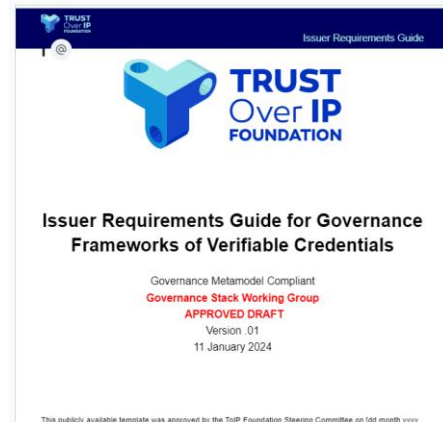 TRUST
Over IP
FOUNDATION
Issuer Requirements Guide
@
TRUST
Over IP
FOUNDATION
Issuer Requirements Guide for Governance
Frameworks of Verifiable Credentials
Governance Metamodel Compliant
Governance Stack Working Group
APPROVED DRAFT
Version .01
11 January 2024
This publicly available template was approved by the ToIP Foundation Steering Committee on [dd month yyyy